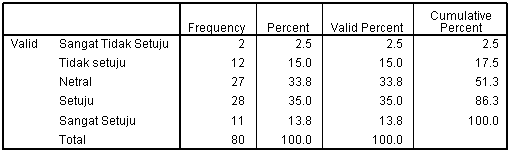 Frequency Percent Valid Percent Cumulative Percent
Valid Sangat Tidak Setuju 2 2.5 2.5 2.5
Tidak setuju 12 15.0 15.0 17.5
Netral 27 33.8 33.8 51.3
Setuju 28 35.0 35.0 86.3
Sangat Setuju 11 13.8 13.8 100.0
Total 80 100.0 100.0